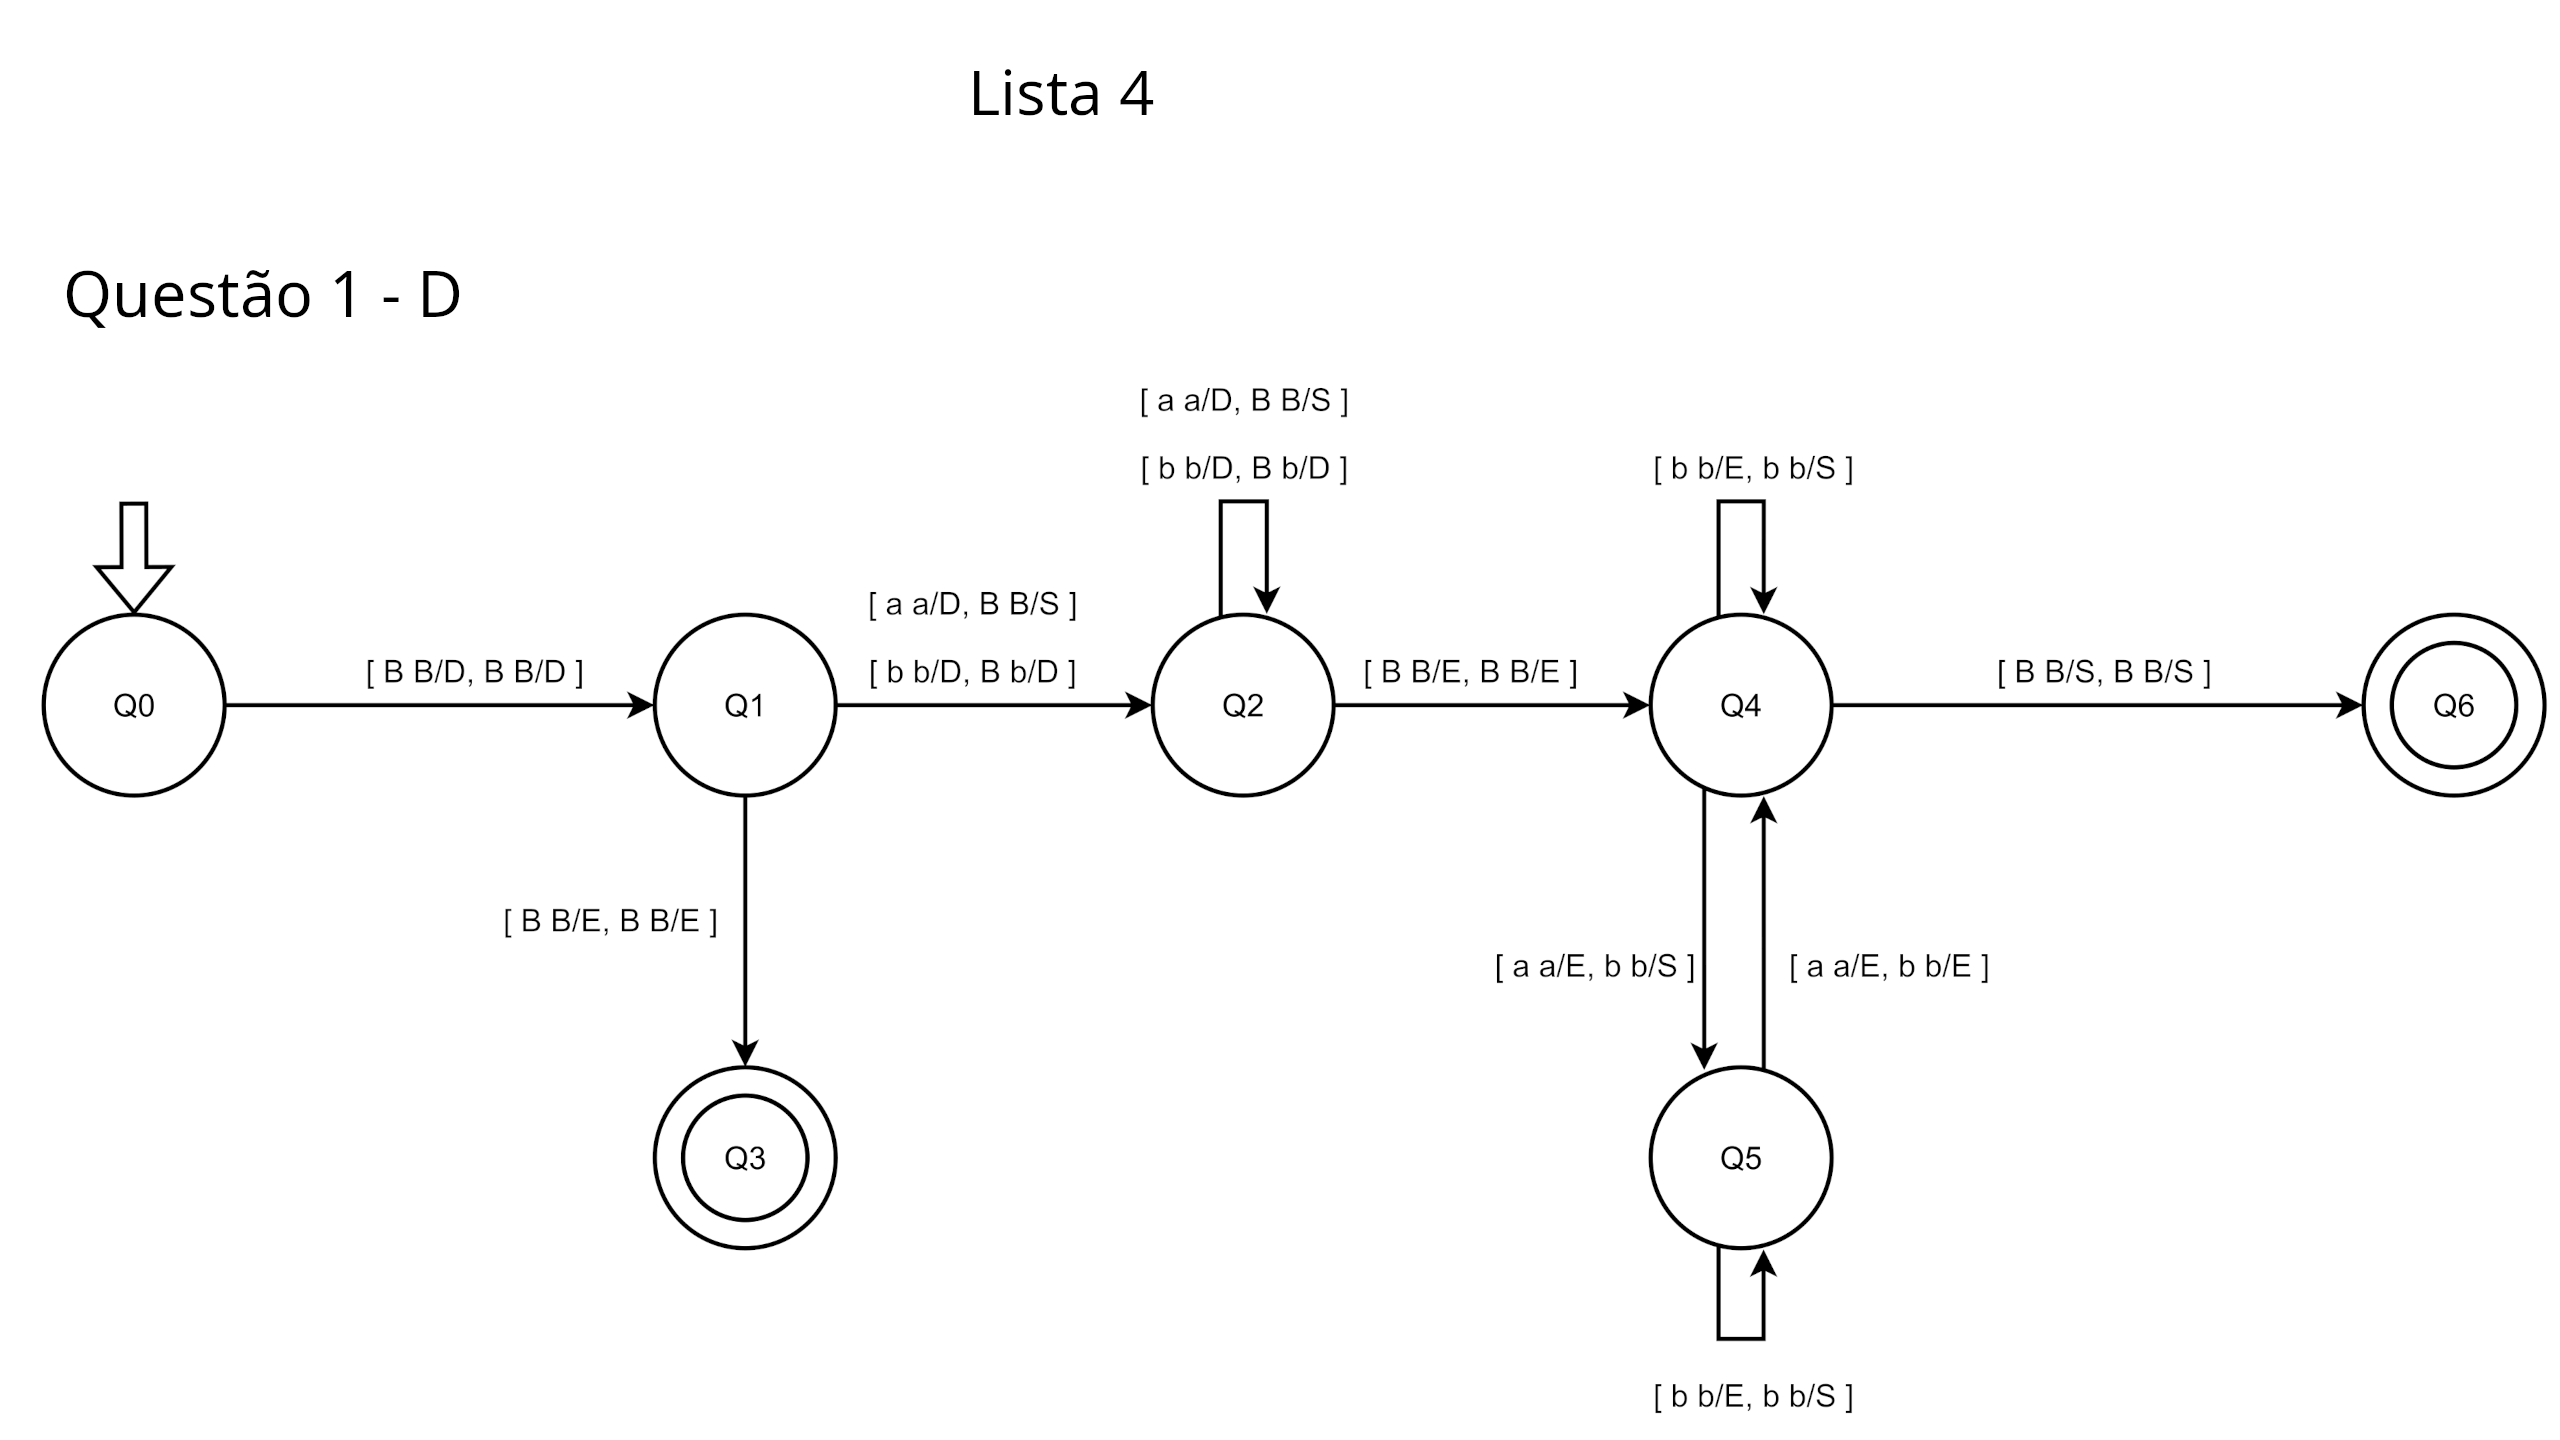 Lista 4
Questão 1 - D
[ a a/D, B B/S ]
[ b b/D, B b/D ]
[ b b/E, b b/S ]
[ a a/D, B B/S ]
[ B B/D, B B/D ]
[ b b/D, B b/D ]
[ B B/E, B B/E ]
[ B B/S, B B/S ]
Q0
Q1
Q2
Q4
Q6
[ B B/E, B B/E ]
[ a a/E, b b/S ]
[ a a/E, b b/E ]
Q3
Q5
[ b b/E, b b/S ]